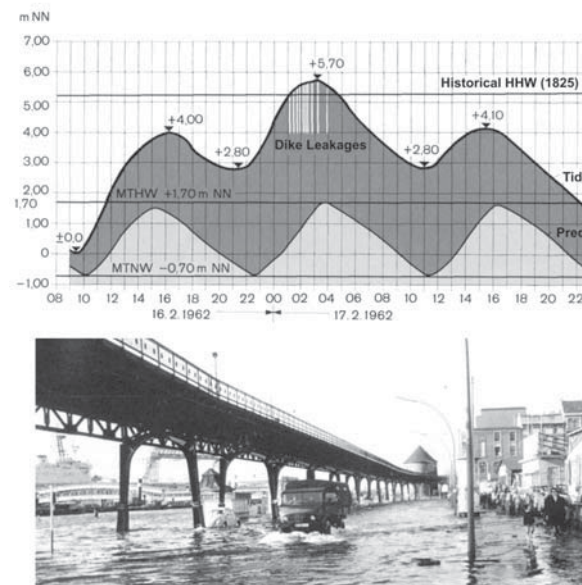 m NN
7,00
6,00
+5,70
Historical HHW (1825)
5,00
+4,00
+4,10
4,00
Dike Leakages
+2,80
+2,80
3,00
Tid
2,00
MTHW +1,70 m NN
1,70
1,00
±0,0
Pred
0
MTNW −0,70 m NN
−1,00
08 10 12 14 16 18 20 22 00 02 04 06 08 10 12 14 16 18 20 22
16.2.1962 17.2.1962